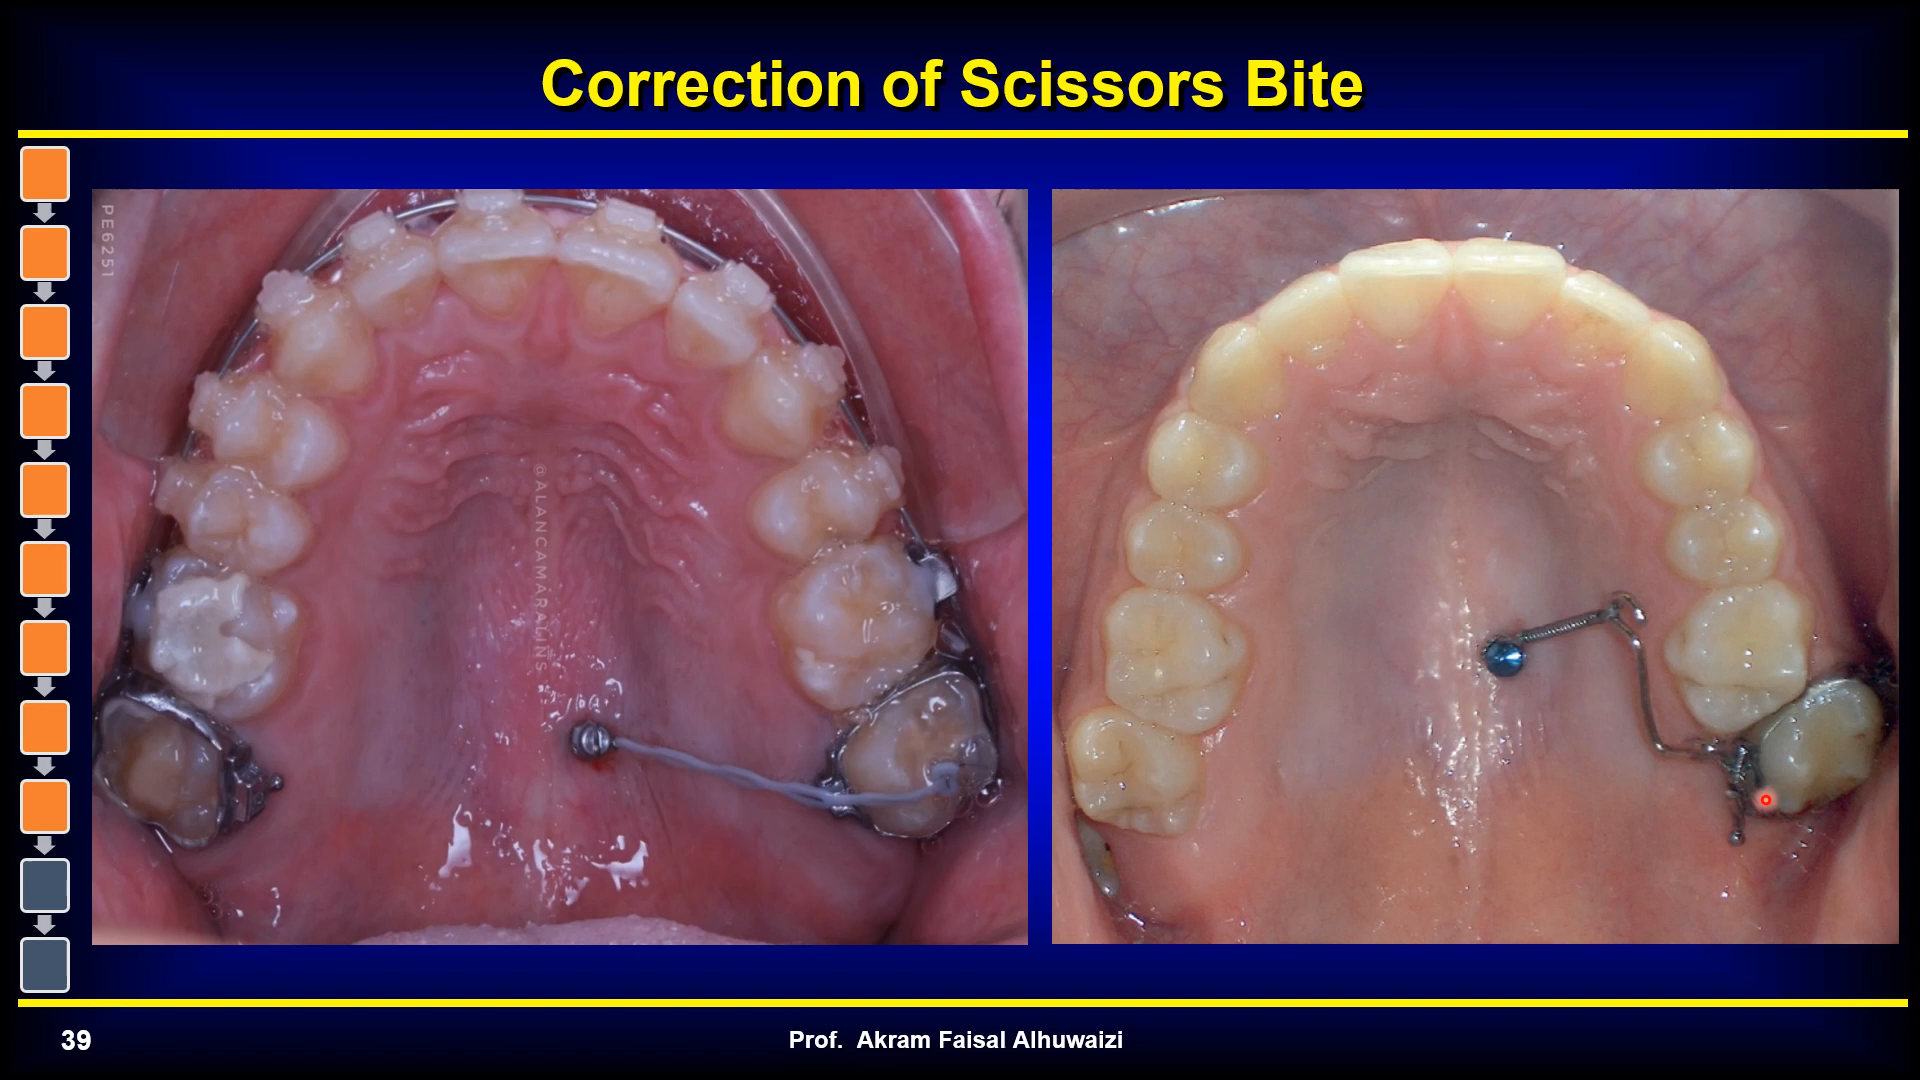 Correction of Scissors Bite
PE6251
@ALANCAMARALINS
39
Prof. Akram Faisal Alhuwaizi